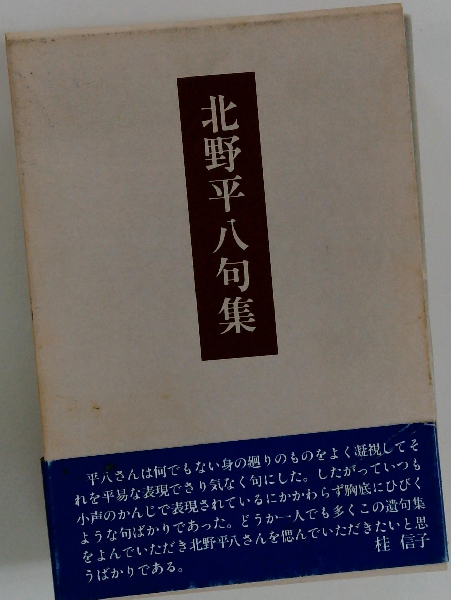 北野平八句集
平八さんは何でもない身の廻りのものをよく凝視してそ
れを平易な表現でさり気なく句にした。したがっていつも
小声のかんじで表現されているにかかわらず胸底にひびく
ような句ばかりであった。どうか一人でも多くこの遺句集
をよんでいただき北野平八さんを偲んでいただきたいと思
うばかりである。
桂 信子